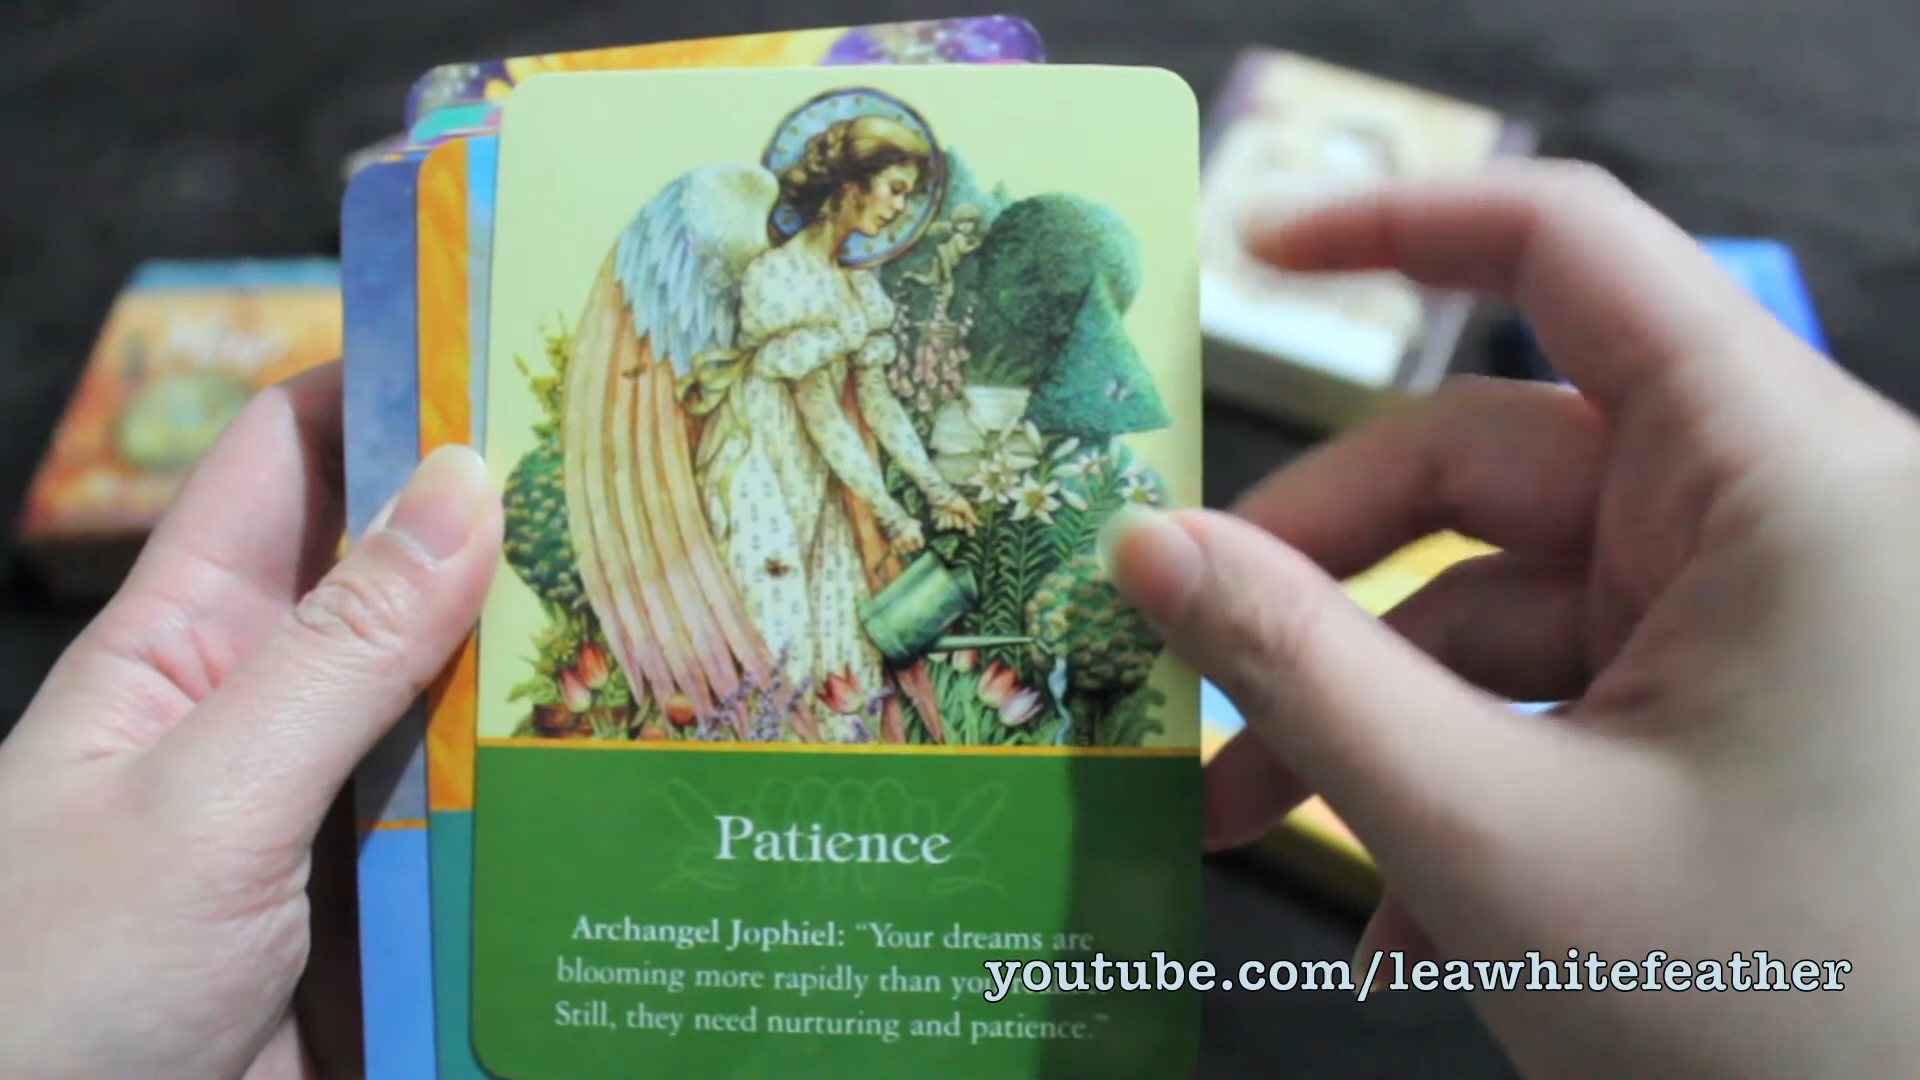 Patience
Archangel Jophiel: “Your dreams are
blooming more rapidly than
Still, they need nurturing and patience.”
youtube.com/leawhitefeather